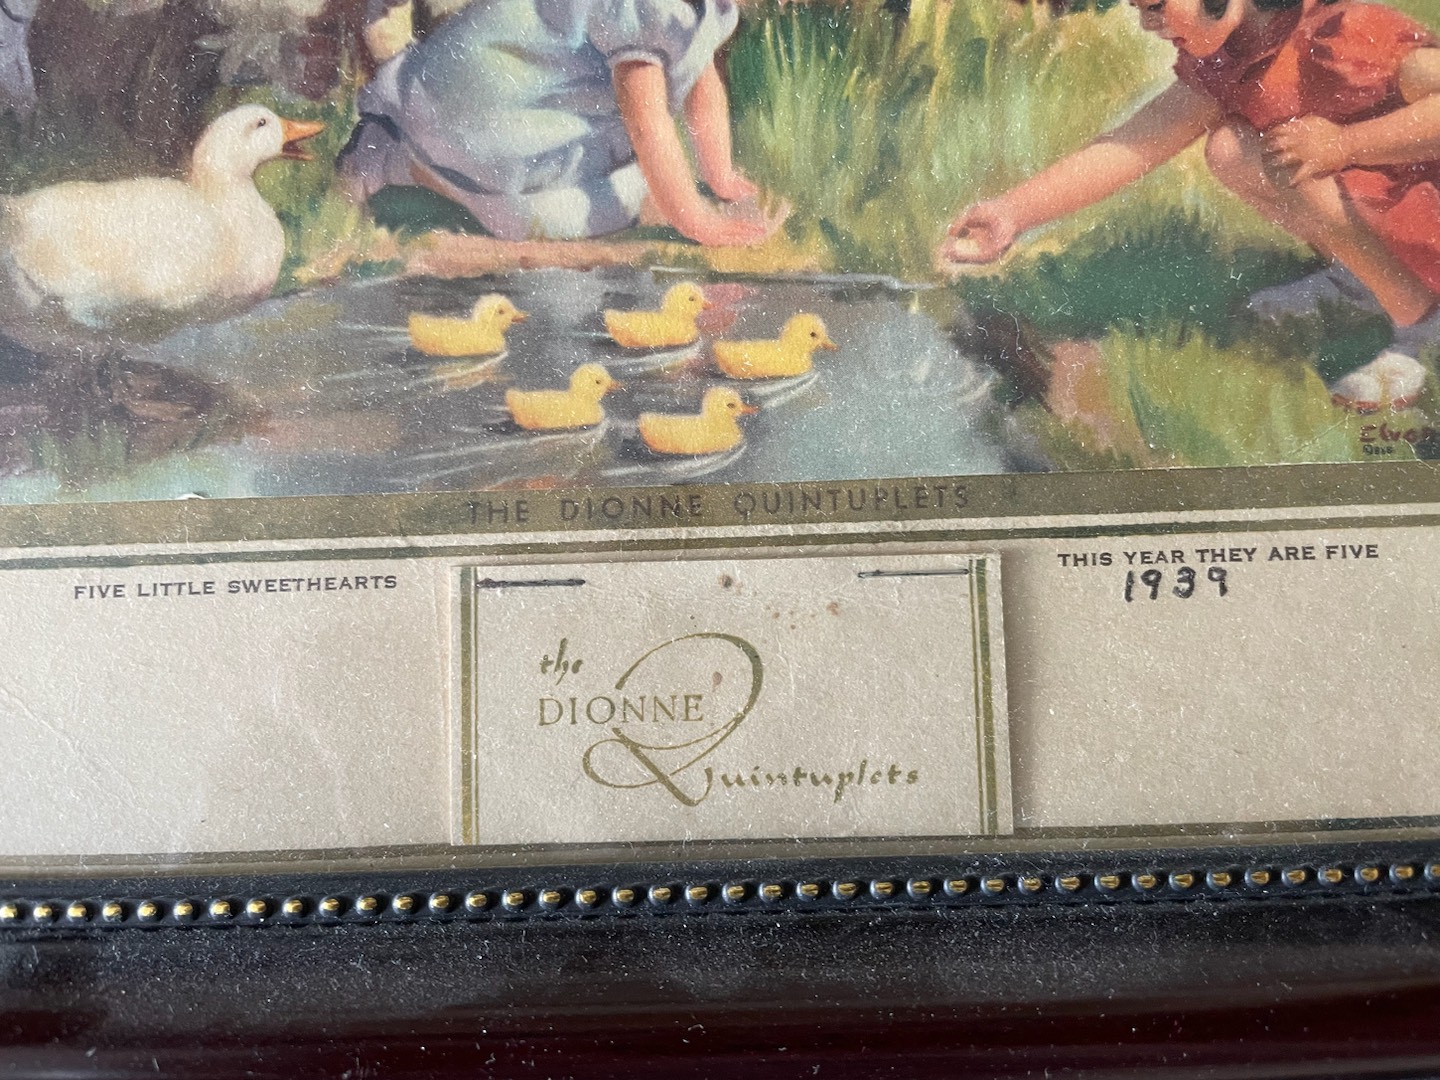 THE DIONNE QUINTUPLETS
FIVE LITTLE SWEETHEARTS
THIS YEAR THEY ARE FIVE
1939
the
DIONNE
Quintuplets